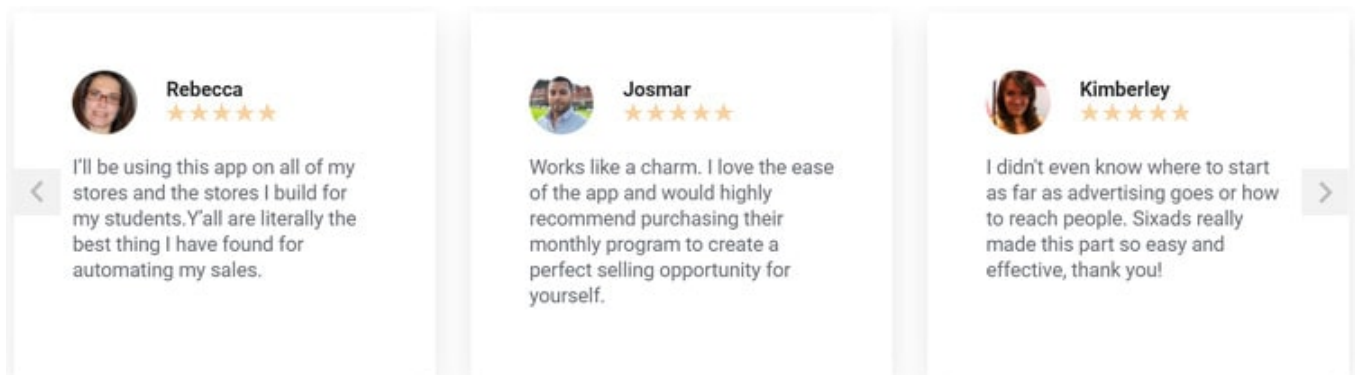 Rebecca
I'll be using this app on all of my
stores and the stores I build for
my students.Y'all are literally the
best thing I have found for
automating my sales.
Josmar
Works like a charm. I love the ease
of the app and would highly
recommend purchasing their
monthly program to create a
perfect selling opportunity for
yourself.
Kimberley
I didn't even know where to start
as far as advertising goes or how
to reach people. Sixads really
made this part so easy and
effective, thank you!